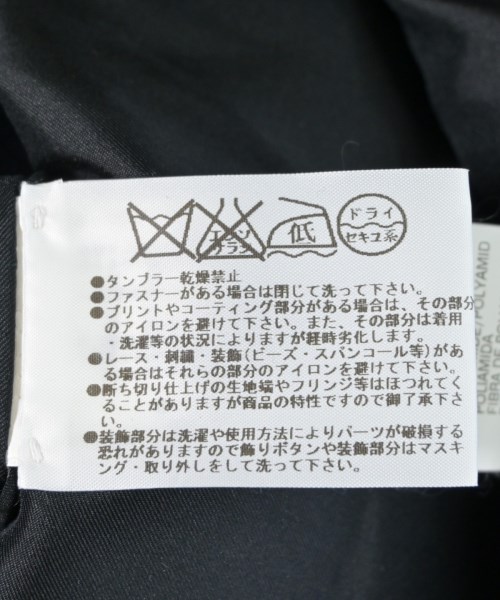 エンソ
サラシ
低
ドライ
セキユ系
●タンブラー乾燥禁止
●ファスナーがある場合は閉じて洗って下さい。
●プリントやコーティング部分がある場合は、その部分
のアイロンを避けて下さい。また、その部分は着用
・洗濯等の状況によりますが経時劣化します。
●レース・刺繍・装飾(ビーズ・スパンコール等)があ
る場合はそれらの部分のアイロンを避けて下さい。
●断ち切り仕上げの生地端やフリンジ等はほつれてく
ることがありますが商品の特性ですので御了承下さ
い。
●装飾部分は洗濯や使用方法によりパーツが破損する
恐れがありますので飾りボタンや装飾部分はマスキ
ング・取り外しをして洗って下さい。
POLIAMIDA